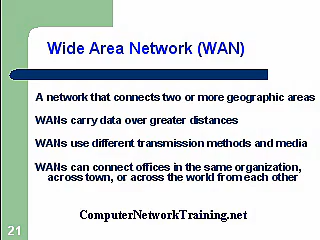 Wide Area Network (WAN)
A network that connects two or more geographic areas
WANs carry data over greater distances
WANs use different transmission methods and media
WANs can connect offices in the same organization,
across town, or across the world from each other
ComputerNetworkTraining.net
21